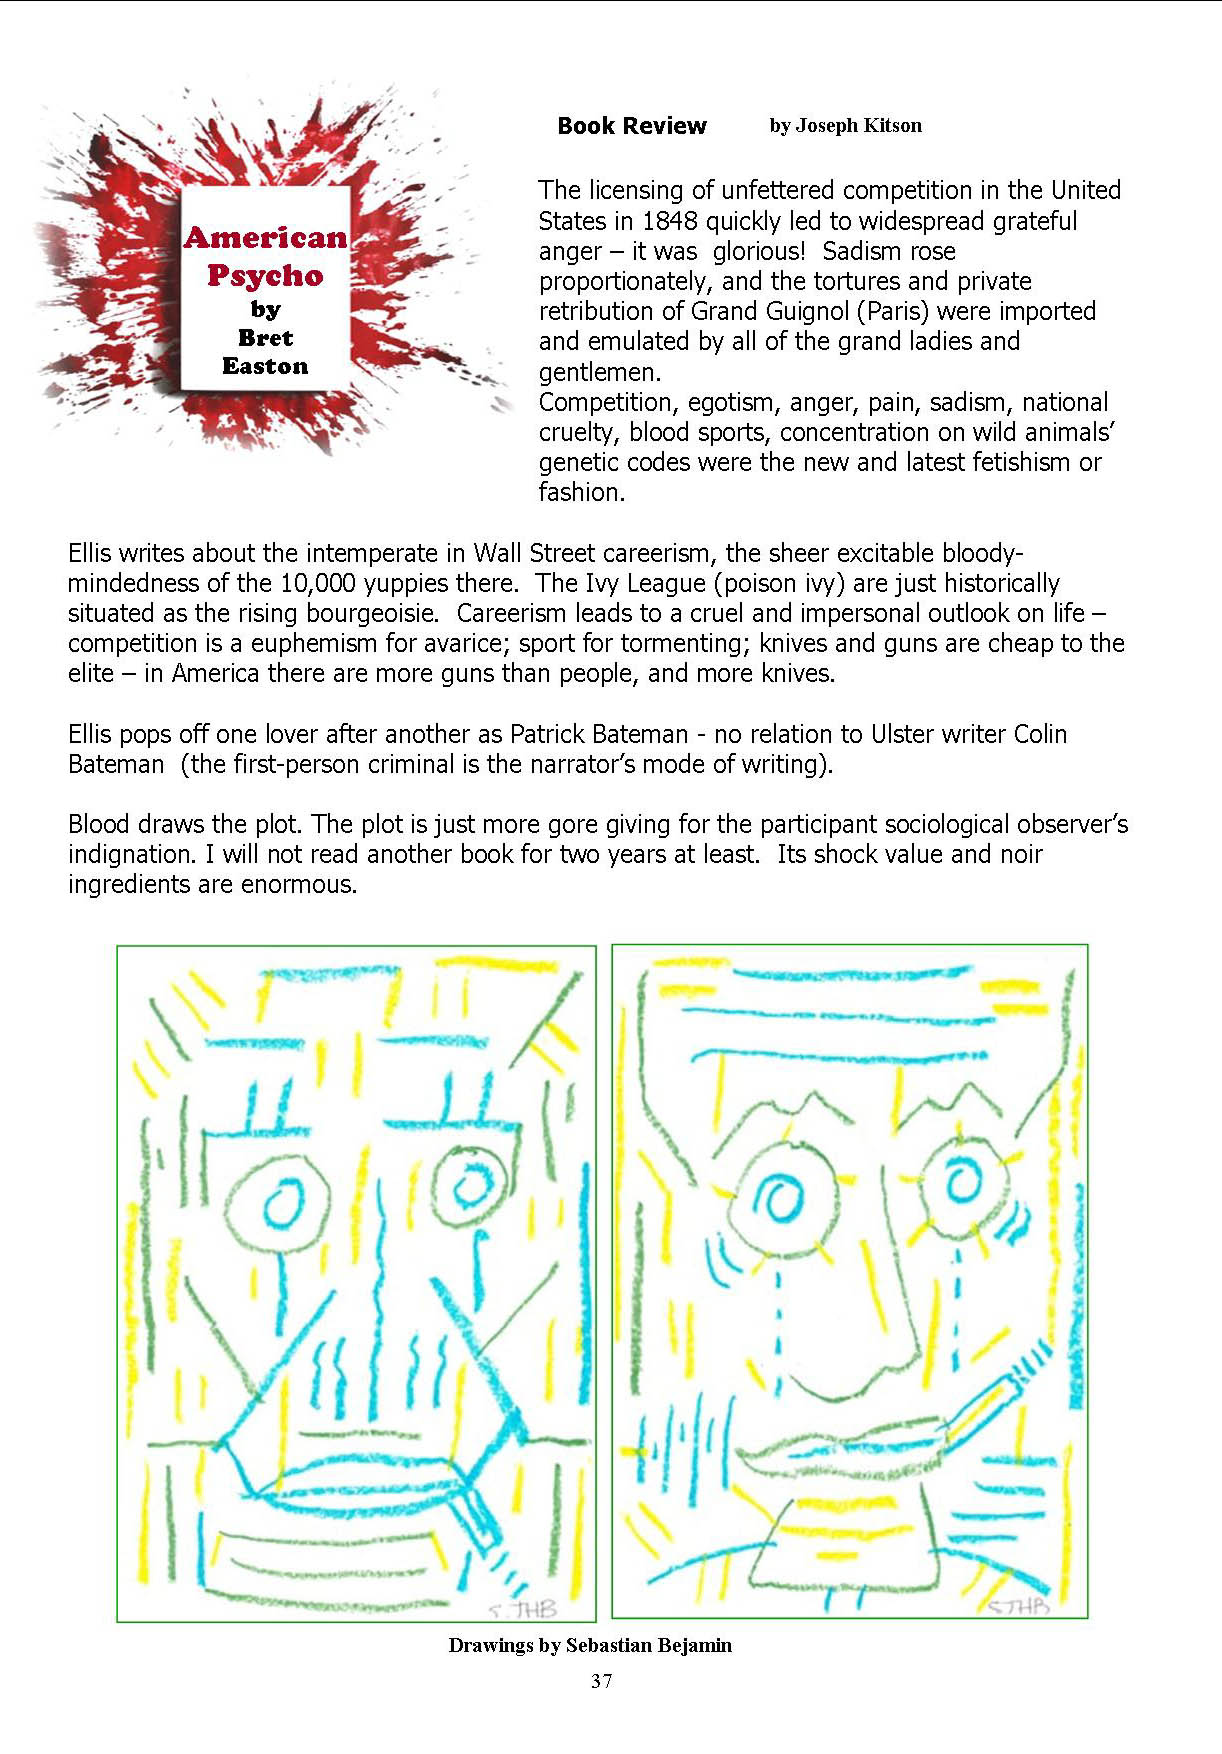 American
Psycho
by
Bret
Easton
Book Review by Joseph Kitson
The licensing of unfettered competition in the United
States in 1848 quickly led to widespread grateful
anger – it was  glorious!  Sadism rose
proportionately, and the tortures and private
retribution of Grand Guignol (Paris) were imported
and emulated by all of the grand ladies and
gentlemen.
Competition, egotism, anger, pain, sadism, national
cruelty, blood sports, concentration on wild animals’
genetic codes were the new and latest fetishism or
fashion.
Ellis writes about the intemperate in Wall Street careerism, the sheer excitable bloody-
mindedness of the 10,000 yuppies there.  The Ivy League (poison ivy) are just historically
situated as the rising bourgeoisie.  Careerism leads to a cruel and impersonal outlook on life –
competition is a euphemism for avarice; sport for tormenting; knives and guns are cheap to the
elite – in America there are more guns than people, and more knives.
Ellis pops off one lover after another as Patrick Bateman - no relation to Ulster writer Colin
Bateman  (the first-person criminal is the narrator’s mode of writing).
Blood draws the plot. The plot is just more gore giving for the participant sociological observer’s
indignation. I will not read another book for two years at least.  Its shock value and noir
ingredients are enormous.
S.THB
STHB
Drawings by Sebastian Bejamin
37